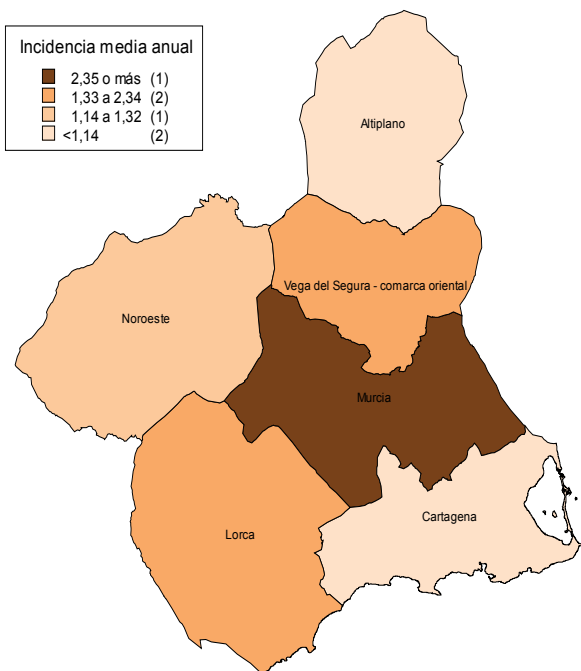 Incidencia media anual
2,35 o más (1)
1,33 a 2,34 (2)
1,14 a 1,32 (1)
<1,14 (2)
Altiplano
Vega del Segura - comarca oriental
Noroeste
Murcia
Cartagena
Lorca